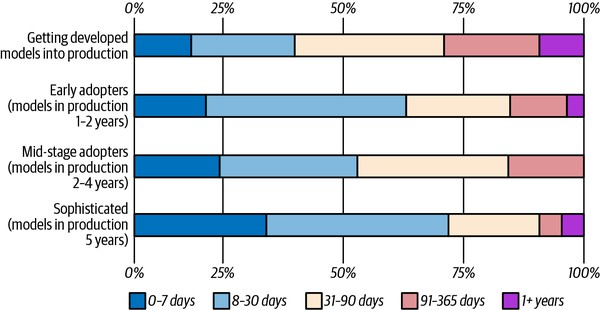 0% 25% 50% 75% 100%
Getting developed
models into production
Early adopters
(models in production
1–2 years)
Mid-stage adopters
(models in production
2–4 years)
Sophisticated
(models in production
5 years)
0% 25% 50% 75% 100%
0–7 days 8–30 days 31–90 days 91–365 days 1+ years